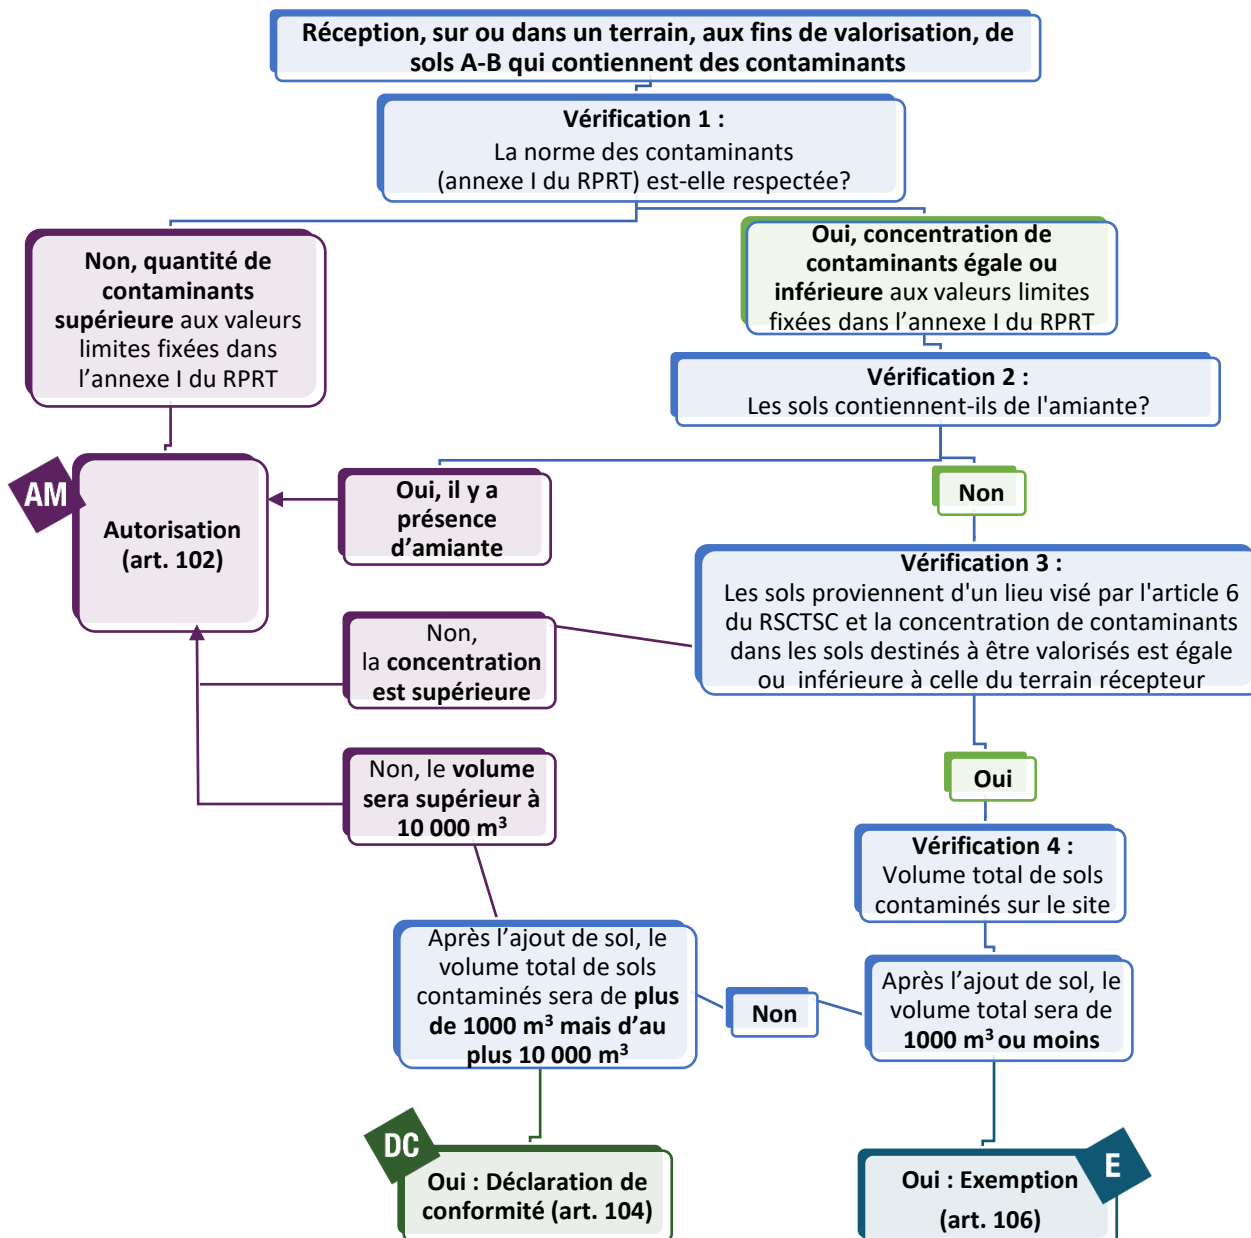 Réception, sur ou dans un terrain, aux fins de valorisation, de
sols A-B qui contiennent des contaminants
Vérification 1 :
La norme des contaminants
(annexe I du RPRT) est-elle respectée?
Non, quantité de
contaminants
supérieure aux valeurs
limites fixées dans
l'annexe I du RPRT
Oui, concentration de
contaminants égale ou
inférieure aux valeurs limites
fixées dans l'annexe I du RPRT
Vérification 2 :
Les sols contiennent-ils de l'amiante?
AM
Autorisation
(art. 102)
Oui, il y a
présence
d'amiante
Non
Vérification 3 :
Les sols proviennent d'un lieu visé par l'article 6
du RSCTSC et la concentration de contaminants
dans les sols destinés à être valorisés est égale
ou inférieure à celle du terrain récepteur
Non,
la concentration
est supérieure
Non, le volume
sera supérieur à
10 000 m³
Oui
Vérification 4 :
Volume total de sols
contaminés sur le site
Après l'ajout de sol, le
volume total de sols
contaminés sera de plus
de 1000 m³ mais d'au
plus 10 000 m³
Non
Après l'ajout de sol, le
volume total sera de
1000 m³ ou moins
DC
Oui : Déclaration de
conformité (art. 104)
E
Oui : Exemption
(art. 106)